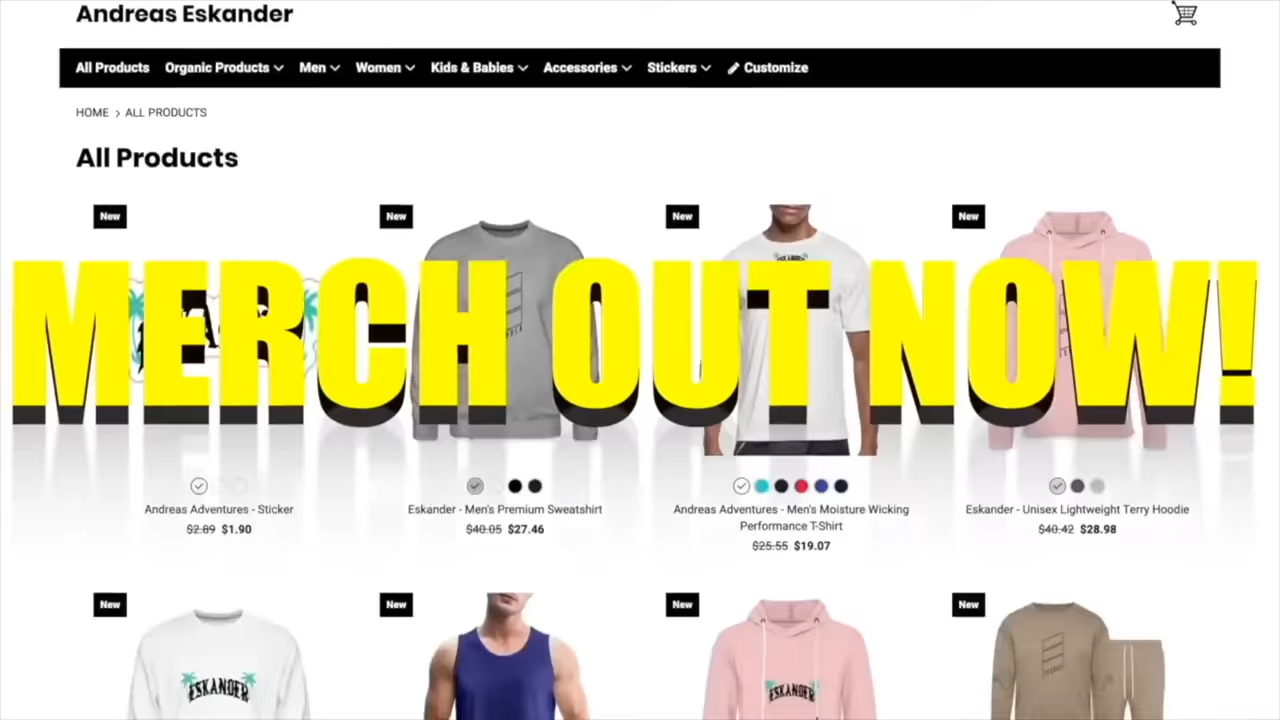 Andreas Eskander
All Products Organic Products Men Women Kids & Babies Accessories Stickers Customize
HOME > ALL PRODUCTS
All Products
New New New New
MERCH OUT NOW!
Andreas Adventures - Sticker
$2.89 $1.90
Eskander - Men's Premium Sweatshirt
$40.05 $27.46
Andreas Adventures - Men's Moisture Wicking
Performance T-Shirt
$25.55 $19.07
Eskander - Unisex Lightweight Terry Hoodie
$40.42 $28.98
New New New New
ESKANDER
ESKANDER